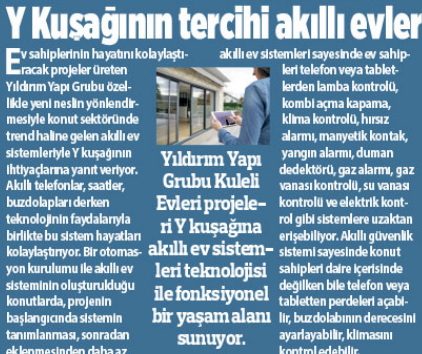 Y Kuşağının tercihi akıllı evler
Ev sahiplerinin hayatını kolaylaştı-
racak projeler üreten
Yıldırım Yapı Grubu özel-
likle yeni neslin yönlendir-
mesiyle konut sektöründe
trend haline gelen akıllı ev
sistemleriyle Y kuşağının
ihtiyaçlarına yanıt veriyor.
Akıllı telefonlar, saatler,
buzdolapları derken
teknolojinin faydalarıyla
birlikte bu sistem hayatları
kolaylaştırıyor. Bir otomas-
yon kurulumu ile akıllı ev
sisteminin oluşturulduğu
konutlarda, projenin
başlangıcında sistemin
tanımlanması, sonradan
eklenmesinden daha az
Yıldırım Yapı
Grubu Kuleli
Evleri projele-
ri Y kuşağına
akıllı ev sistem-
leri teknolojisi
ile fonksiyonel
bir yaşam alanı
sunuyor.
akıllı ev sistemleri sayesinde ev sahip-
leri telefon veya tablet-
lerden lamba kontrolü,
kombi açma kapama,
klima kontrolü, hırsız
alarmı, manyetik kontak,
yangın alarmı, duman
dedektörü, gaz alarmı, gaz
vanası kontrolü, su vanası
kontrolü ve elektrik kont-
rol gibi sistemlere uzaktan
erişebiliyor. Akıllı güvenlik
sistemi sayesinde konut
sahipleri daire içerisinde
değilken bile telefon veya
tabletten perdeleri açabi-
lir, buzdolabının derecesini
ayarlayabilir, klimasını
kontrol edebilir.